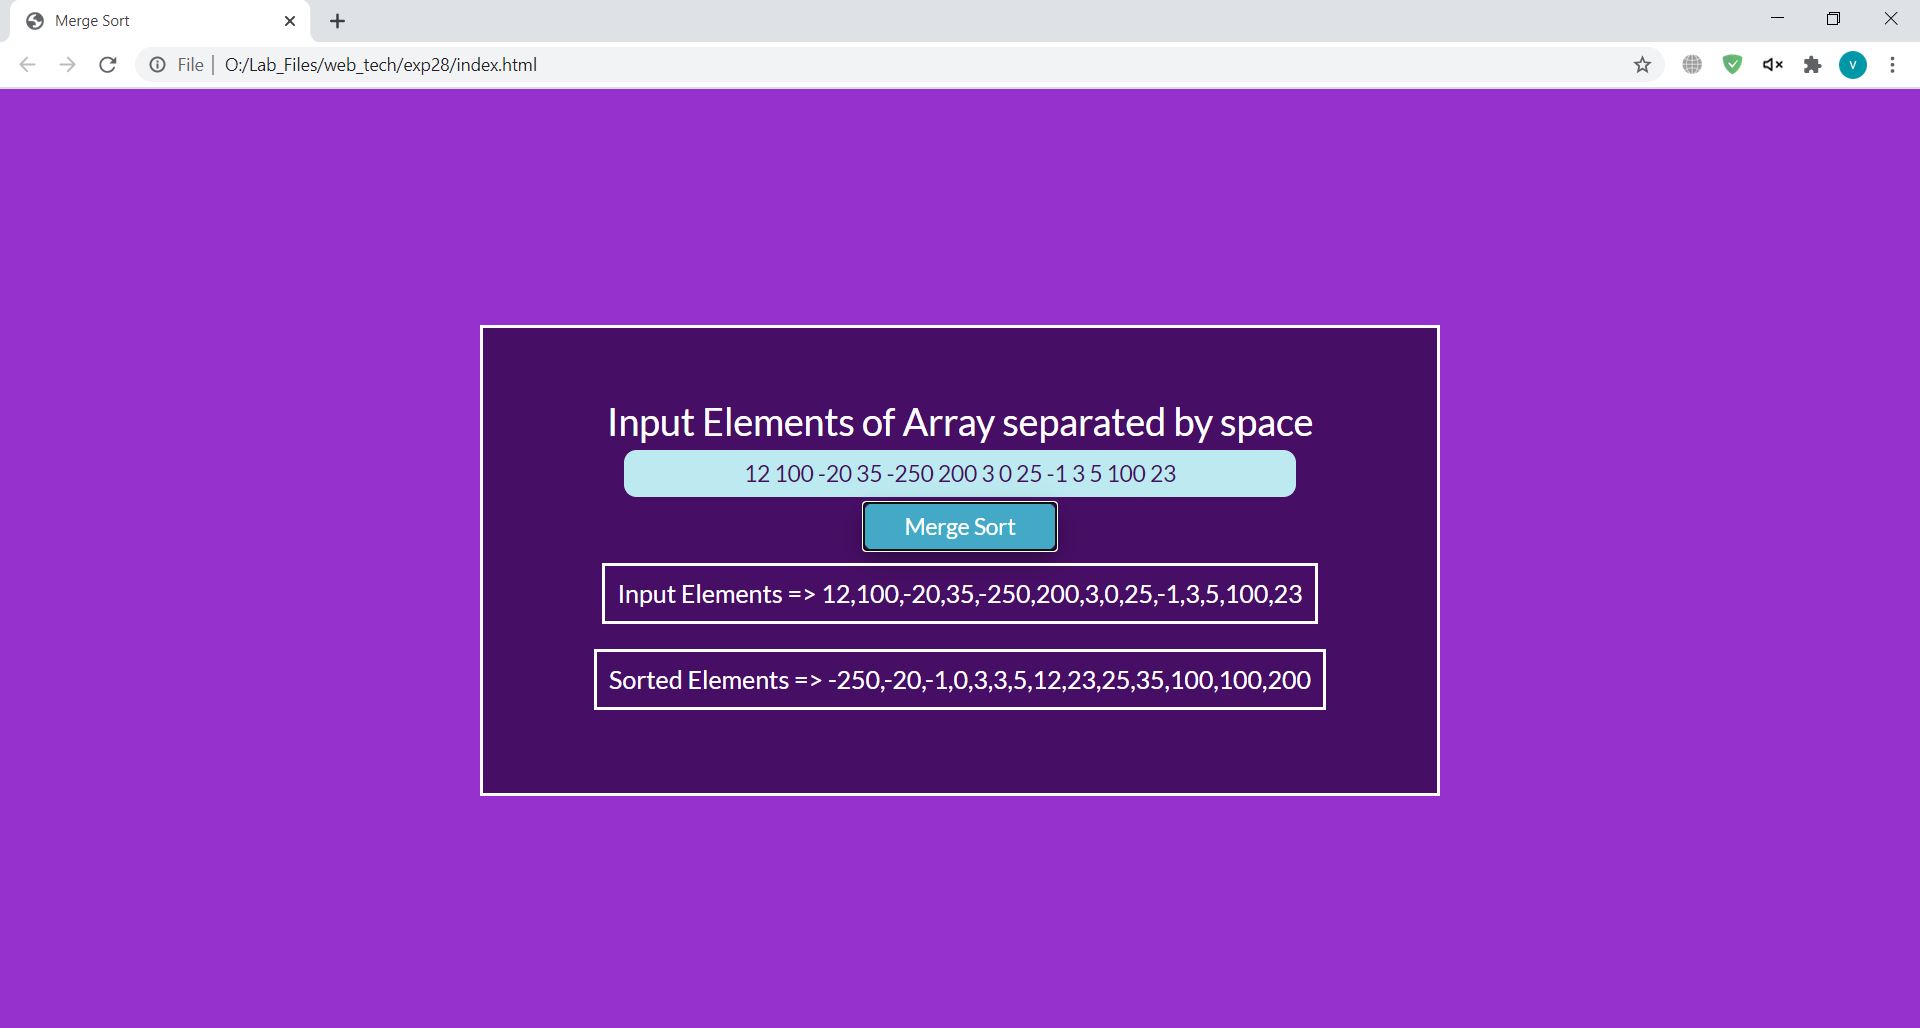 Merge Sort
File | O:/Lab_Files/web_tech/exp28/index.html
V
Input Elements of Array separated by space
12 100 -20 35 -250 200 3 0 25 -1 3 5 100 23
Merge Sort
Input Elements => 12,100,-20,35,-250,200,3,0,25,-1,3,5,100,23
Sorted Elements => -250,-20,-1,0,3,3,5,12,23,25,35,100,100,200